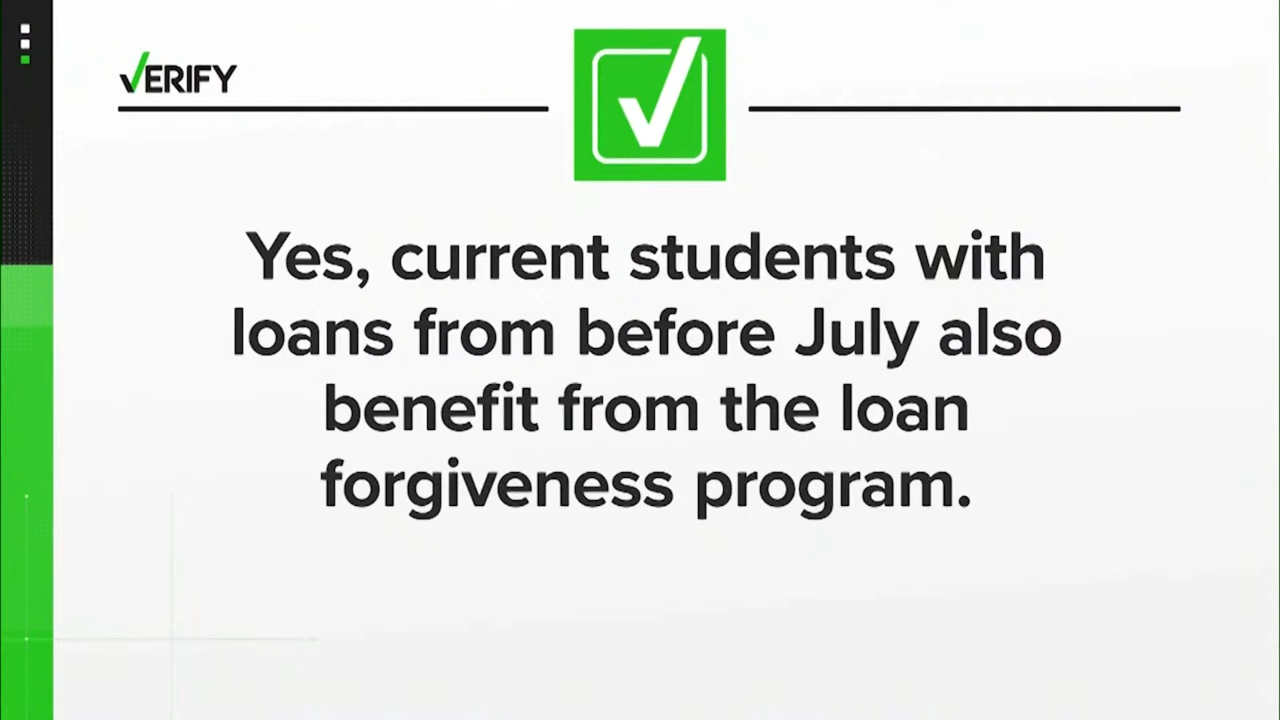 VERIFY
Yes, current students with
loans from before July also
benefit from the loan
forgiveness program.